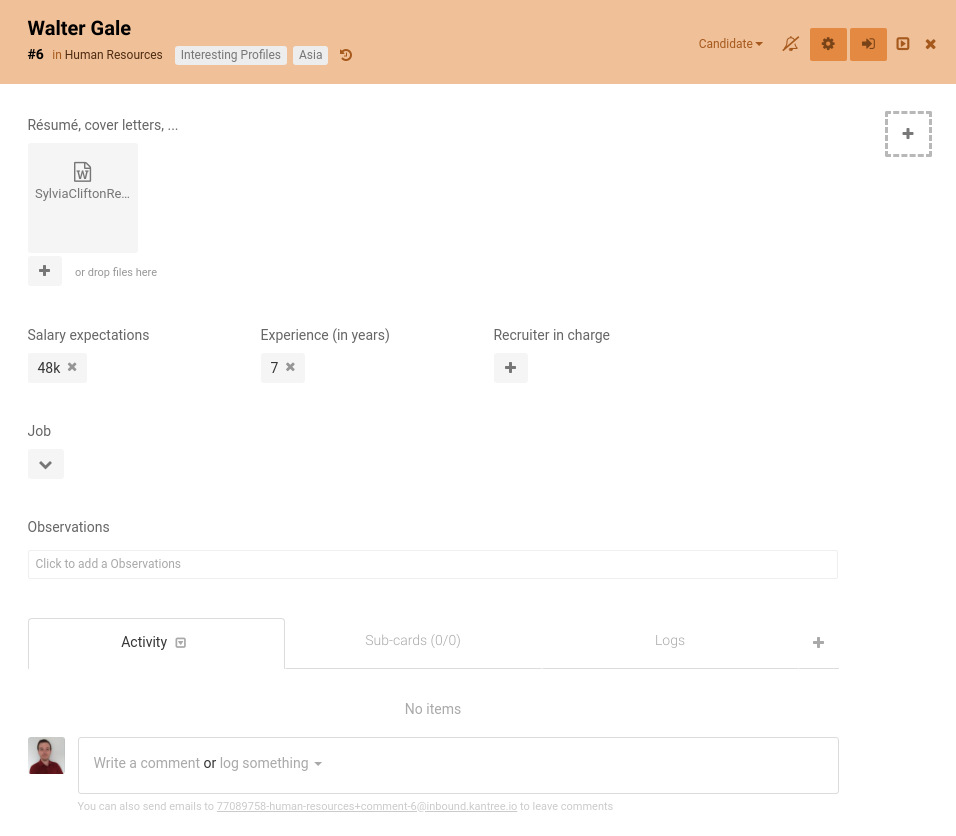 Walter Gale
#6 in Human Resources Interesting Profiles Asia
Candidate
Résumé, cover letters, ...
W
SylviaCliftonRe...
or drop files here
Salary expectations Experience (in years) Recruiter in charge
48k 7
Job
Observations
Click to add a Observations
Activity Sub-cards (0/0) Logs
No items
Write a comment or log something
You can also send emails to 77089758-human-resources+comment-6@inbound.kantree.io to leave comments